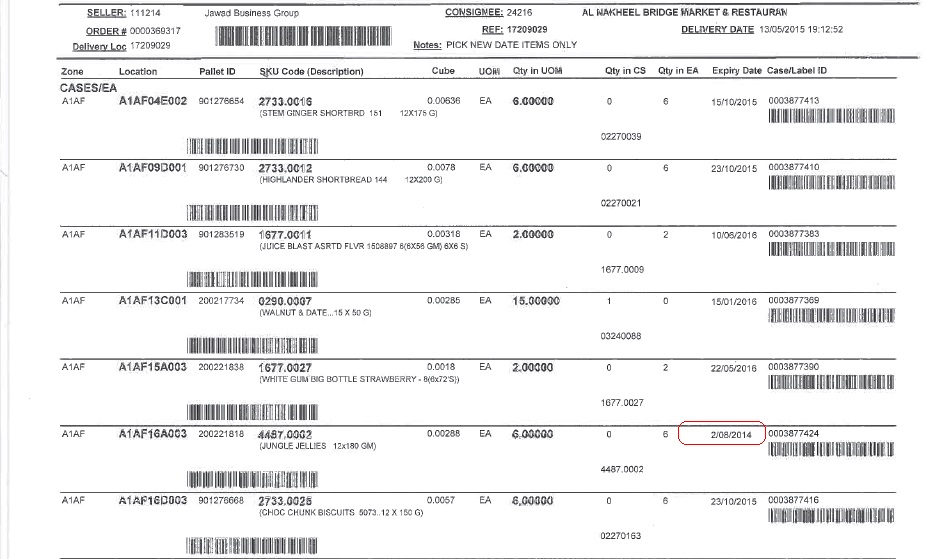 SELLER: 111214 Jawad Business Group CONSIGNEE: 24216 AL NAKHEEL BRIDGE MARKET & RESTAURAN
ORDER # 0000369317 REF: 17209029 DELIVERY DATE 13/05/2015 19:12:52
Delivery Loc 17209029 Notes: PICK NEW DATE ITEMS ONLY
Zone Location Pallet ID SKU Code (Description) Cube UOM Qty in UOM Qty in CS Qty in EA Expiry Date Case/Label ID
CASES/EA
A1AF A1AF04E002 901276654 2733.0016 0.00636 EA 6.00000 0 6 15/10/2015 0003877413
(STEM GINGER SHORTBRD 151 12X175 G)
02270039
A1AF A1AF09D001 901276730 2733.0012 0.0078 EA 6.00000 0 6 23/10/2015 0003877410
(HIGHLANDER SHORTBREAD 144 12X200 G)
02270021
A1AF A1AF11D003 901283519 1677.0011 0.00318 EA 2.00000 0 2 10/06/2016 0003877383
(JUICE BLAST ASRTD FLVR 1508897 6(6X56 GM) 6X6 S)
1677.0009
A1AF A1AF13C001 200217734 0290.0007 0.00285 EA 15.00000 1 0 15/01/2016 0003877369
(WALNUT & DATE...15 X 50 G)
03240088
A1AF A1AF15A003 200221838 1677.0027 0.0018 EA 2.00000 0 2 22/05/2016 0003877390
(WHITE GUM BIG BOTTLE STRAWBERRY - 8(6x72'S))
1677.0027
A1AF A1AF16A003 200221818 4487.0002 0.00288 EA 6.00000 0 6 2/08/2014 0003877424
(JUNGLE JELLIES 12x180 GM)
4487.0002
A1AF A1AF16D003 901276668 2733.0025 0.0057 EA 6.00000 0 6 23/10/2015 0003877416
(CHOC CHUNK BISCUITS 5073..12 X 150 G)
02270163